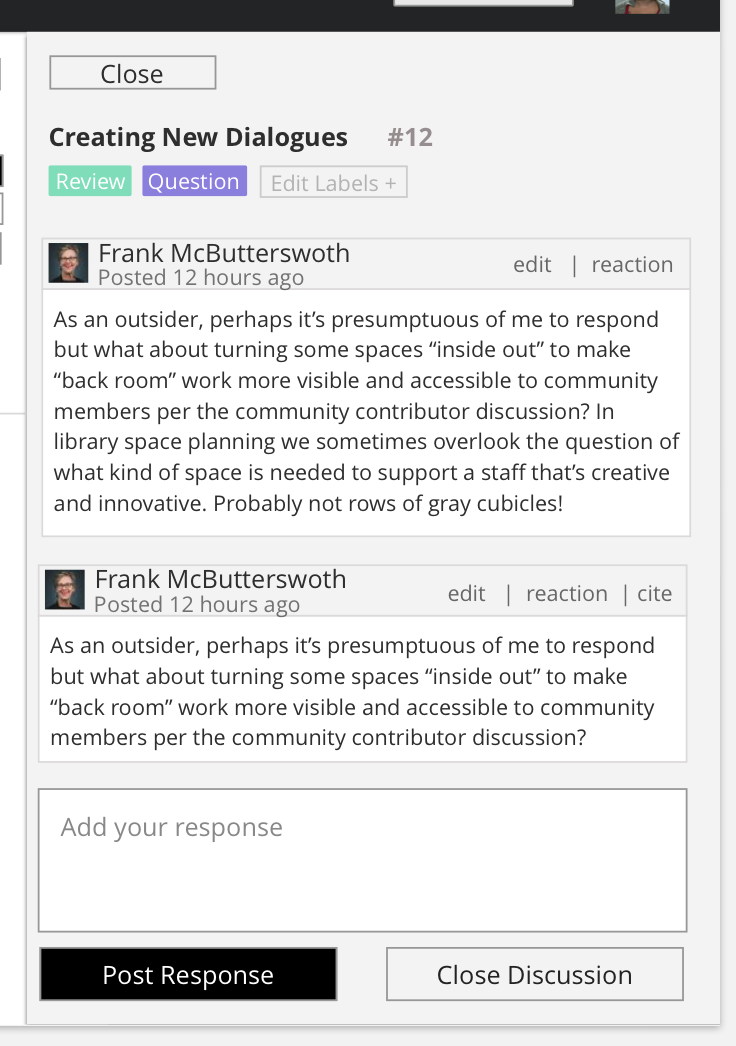 Close
Creating New Dialogues #12
Review Question Edit Labels +
Frank McButterswoth
Posted 12 hours ago
edit | reaction
As an outsider, perhaps it’s presumptuous of me to respond
but what about turning some spaces “inside out” to make
“back room” work more visible and accessible to community
members per the community contributor discussion? In
library space planning we sometimes overlook the question of
what kind of space is needed to support a staff that’s creative
and innovative. Probably not rows of gray cubicles!
Frank McButterswoth
Posted 12 hours ago
edit | reaction | cite
As an outsider, perhaps it’s presumptuous of me to respond
but what about turning some spaces “inside out” to make
“back room” work more visible and accessible to community
members per the community contributor discussion?
Add your response
Post Response Close Discussion